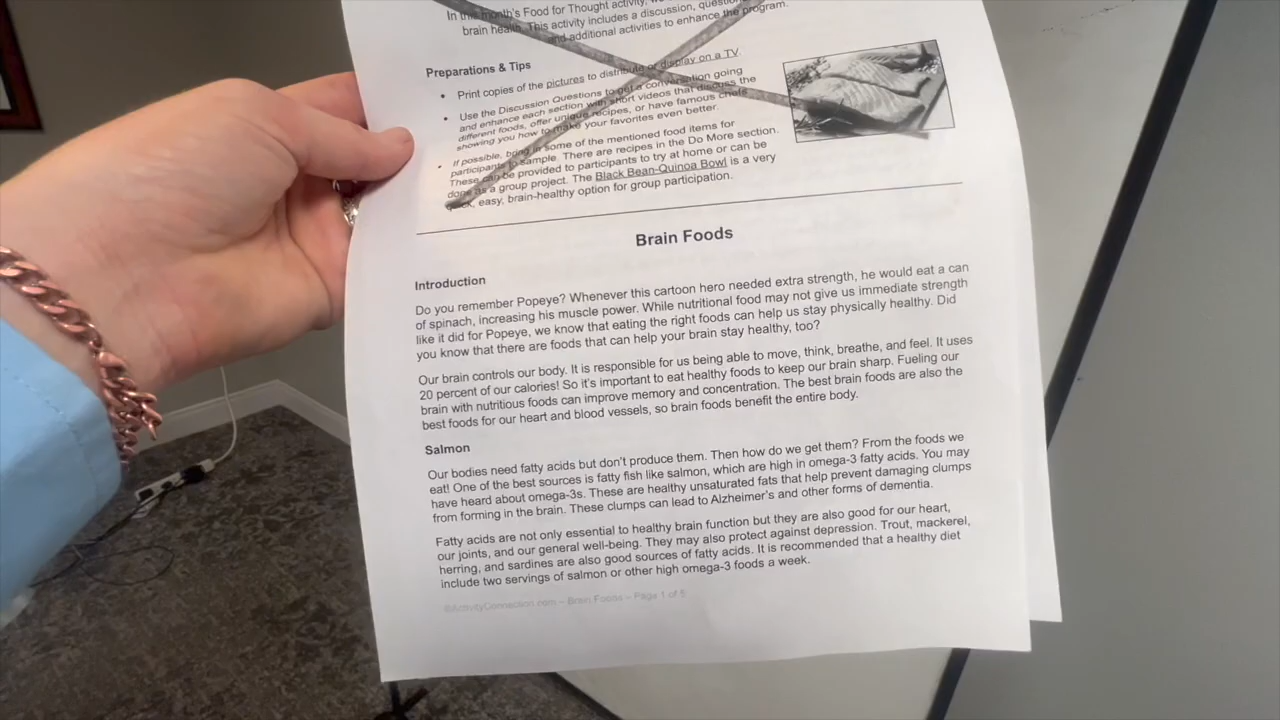 In this month's Food for Thought activity, we
brain health. This activity includes a discussion, questio
and additional activities to enhance the program.
Preparations & Tips
• Print copies of the pictures to distribute or display on a TV.
• Use the Discussion Questions to get a conversation going
and enhance each section with short videos that discuss the
different foods, offer unique recipes, or have famous chefs
showing you how to make your favorites even better.
• If possible, bring in some of the mentioned food items for
participants to sample. There are recipes in the Do More section.
These can be provided to participants to try at home or can be
done as a group project. The Black Bean-Quinoa Bowl is a very
quick, easy, brain-healthy option for group participation.
Brain Foods
Introduction
Do you remember Popeye? Whenever this cartoon hero needed extra strength, he would eat a can
of spinach, increasing his muscle power. While nutritional food may not give us immediate strength
like it did for Popeye, we know that eating the right foods can help us stay physically healthy. Did
you know that there are foods that can help your brain stay healthy, too?
Our brain controls our body. It is responsible for us being able to move, think, breathe, and feel. It uses
20 percent of our calories! So it's important to eat healthy foods to keep our brain sharp. Fueling our
brain with nutritious foods can improve memory and concentration. The best brain foods are also the
best foods for our heart and blood vessels, so brain foods benefit the entire body.
Salmon
Our bodies need fatty acids but don't produce them. Then how do we get them? From the foods we
eat! One of the best sources is fatty fish like salmon, which are high in omega-3 fatty acids. You may
have heard about omega-3s. These are healthy unsaturated fats that help prevent damaging clumps
from forming in the brain. These clumps can lead to Alzheimer's and other forms of dementia.
Fatty acids are not only essential to healthy brain function but they are also good for our heart,
our joints, and our general well-being. They may also protect against depression. Trout, mackerel,
herring, and sardines are also good sources of fatty acids. It is recommended that a healthy diet
include two servings of salmon or other high omega-3 foods a week.
©ActivityConnection.com – Brain Foods – Page 1 of 5